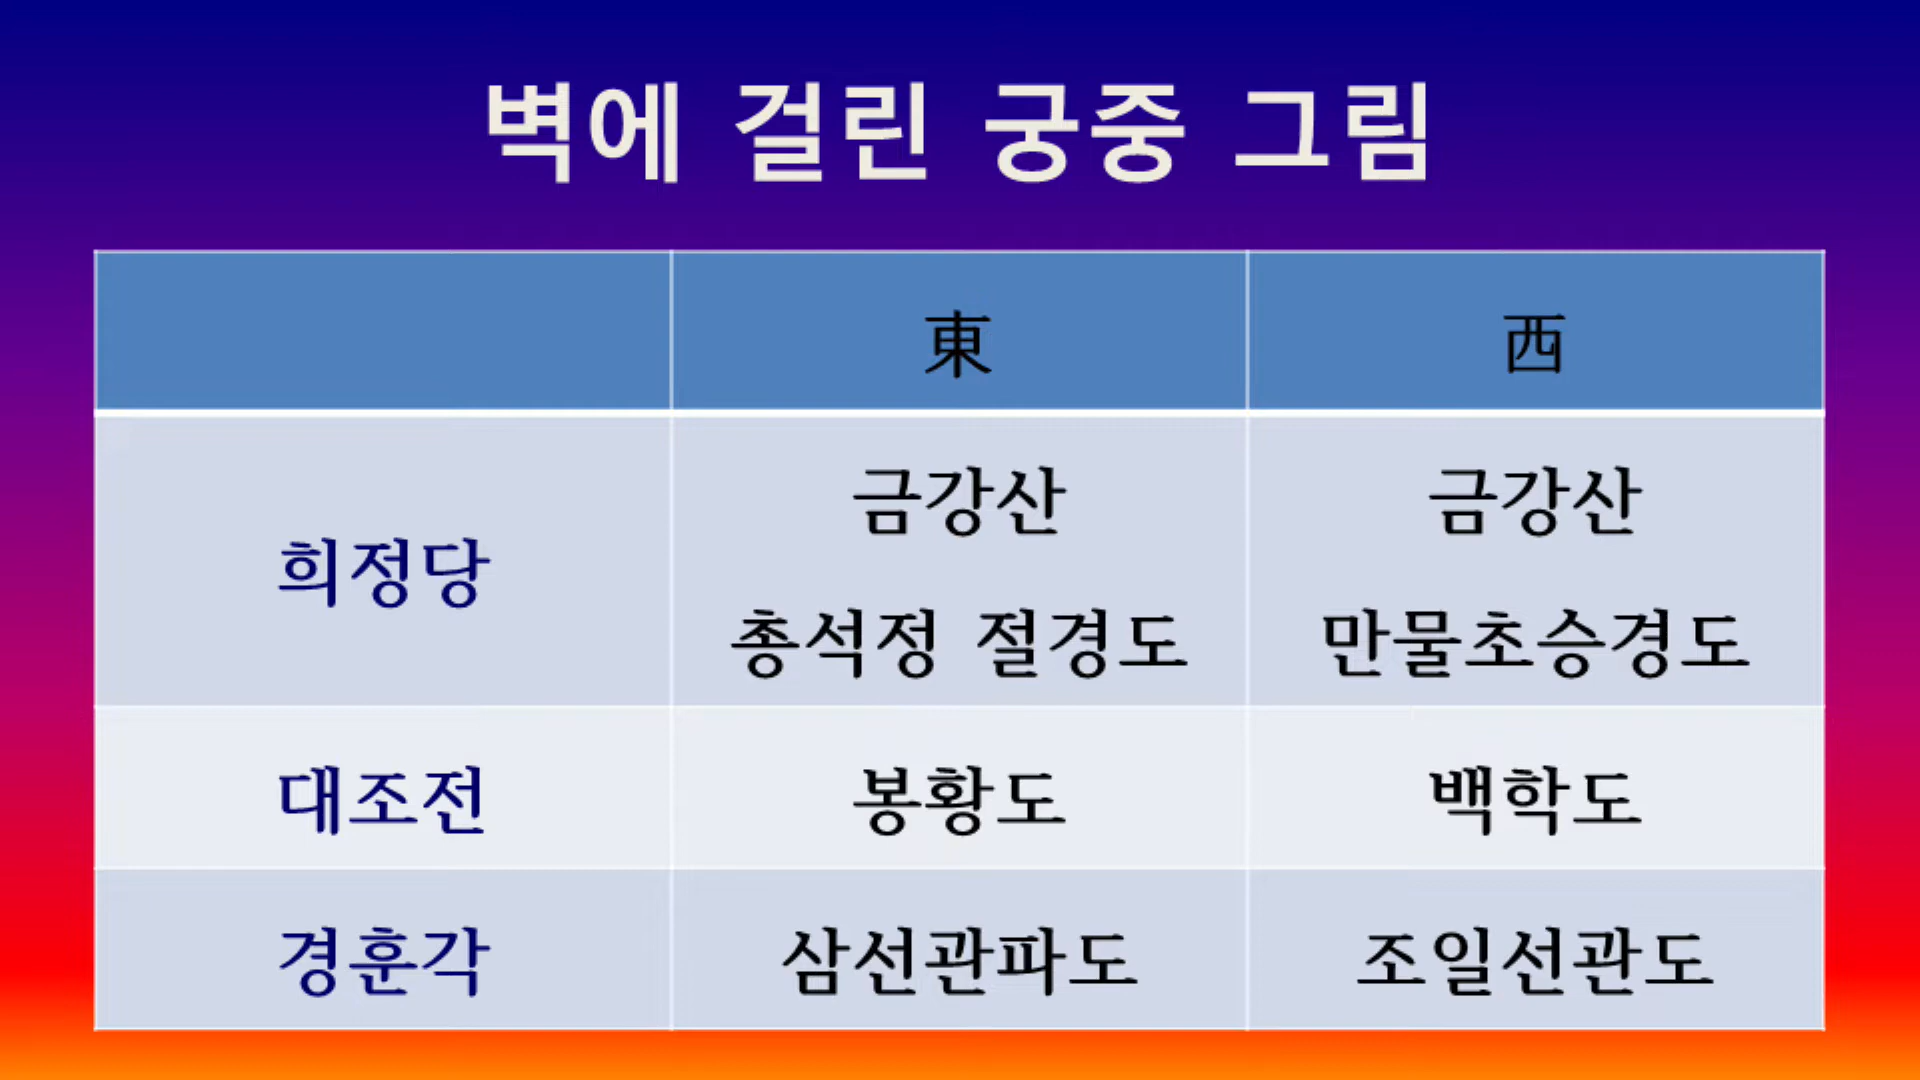 벽에 걸린 궁중 그림
東 西
금강산 금강산
희정당
총석정 절경도 만물초승경도
대조전 봉황도 백학도
경훈각 삼선관파도 조일선관도